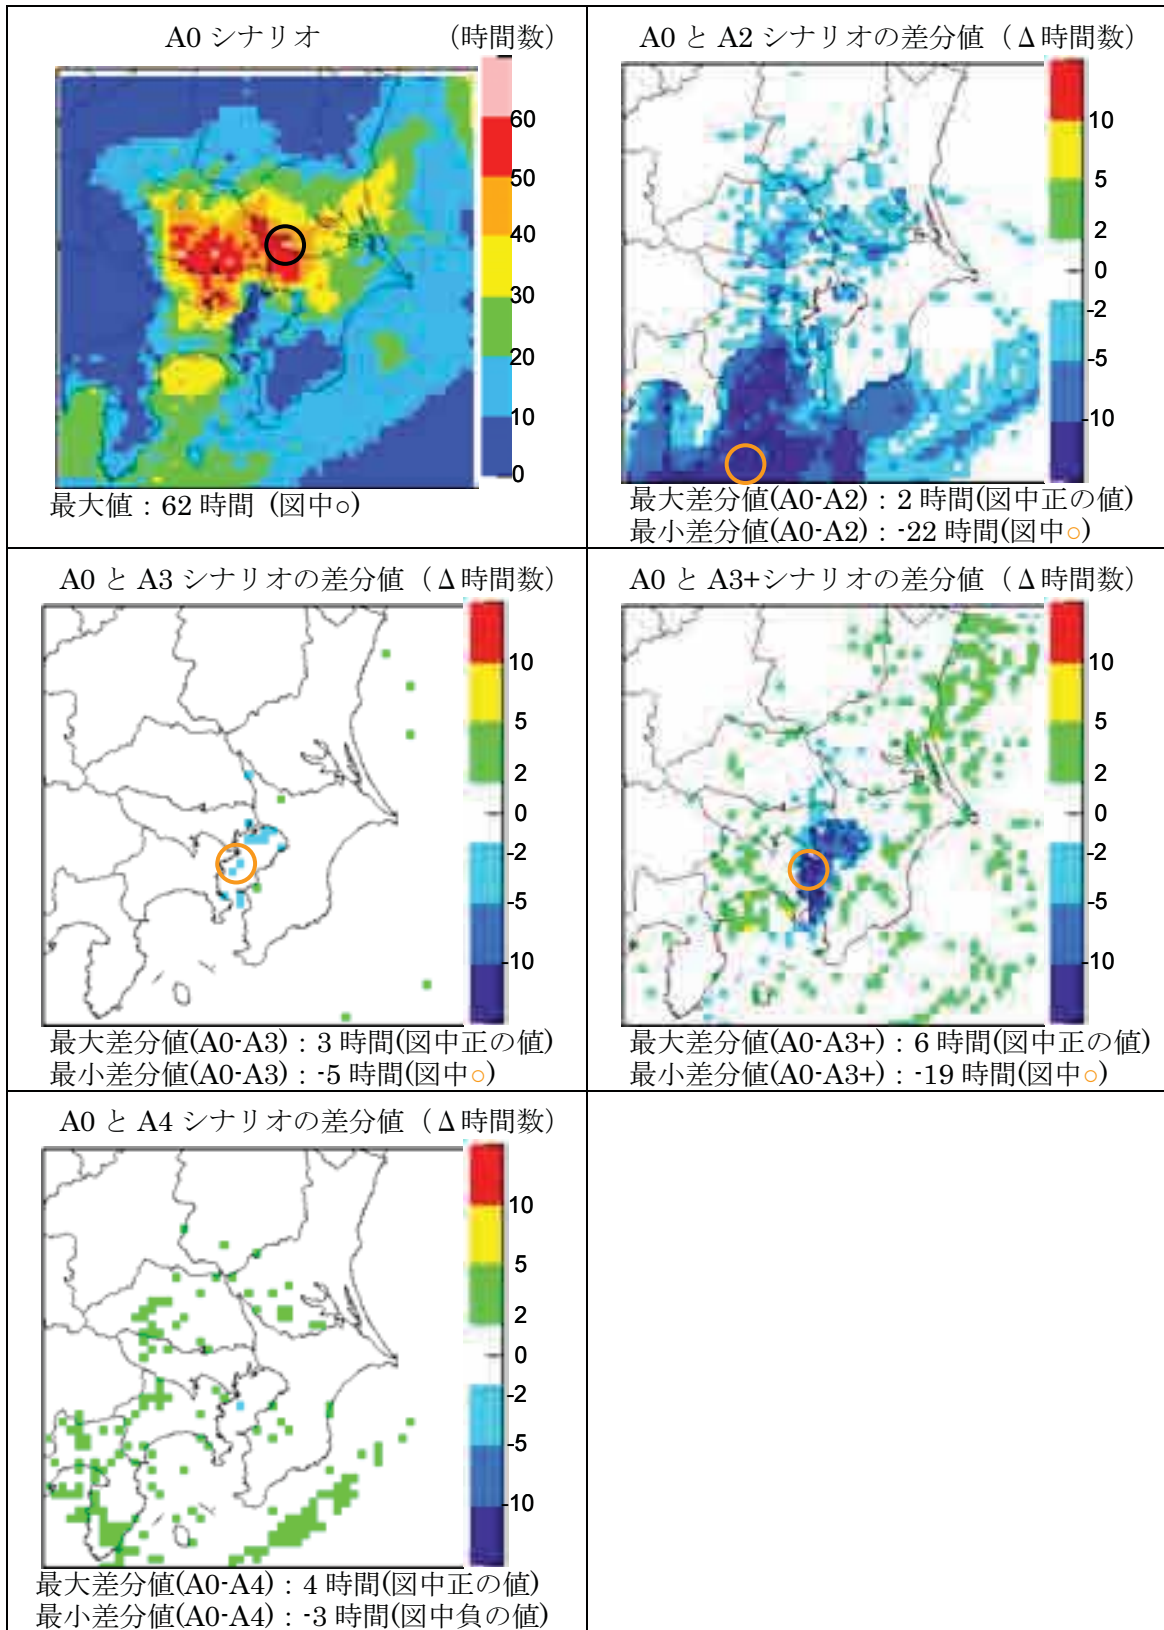 A0 シナリオ (時間数)
60
50
40
30
20
10
0
最大値：62 時間 (図中○)
A0 と A2 シナリオの差分値（Δ時間数）
10
5
2
0
-2
-5
-10
最大差分値(A0-A2)：2 時間(図中正の値)
最小差分値(A0-A2)：-22 時間(図中○)
A0 と A3 シナリオの差分値（Δ時間数）
10
5
2
0
-2
-5
-10
最大差分値(A0-A3)：3 時間(図中正の値)
最小差分値(A0-A3)：-5 時間(図中○)
A0 と A3+シナリオの差分値（Δ時間数）
10
5
2
0
-2
-5
-10
最大差分値(A0-A3+)：6 時間(図中正の値)
最小差分値(A0-A3+)：-19 時間(図中○)
A0 と A4 シナリオの差分値（Δ時間数）
10
5
2
0
-2
-5
-10
最大差分値(A0-A4)：4 時間(図中正の値)
最小差分値(A0-A4)：-3 時間(図中負の値)